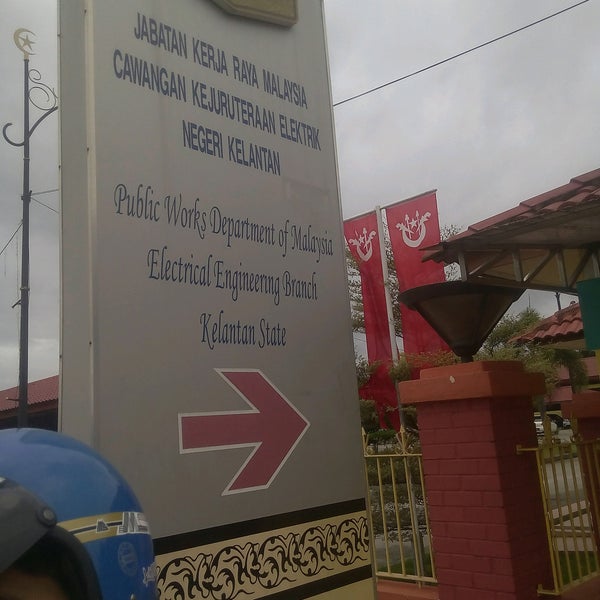 JABATAN KERJA RAYA MALAYSIA
CAWANGAN KEJURUTERAAN ELEKTRIK
NEGERI KELANTAN
Public Works Department of Malaysia
Electrical Engineering Branch
Kelantan State